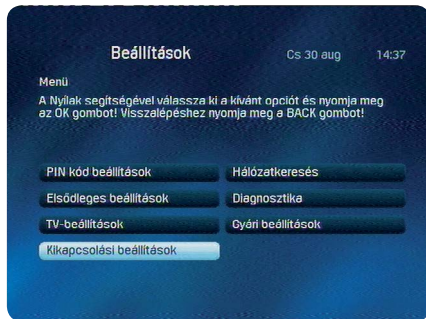 Beállítások Cs 30 aug 14:37
Menü
A Nyilak segítségével válassza ki a kívánt opciót és nyomja meg
az OK gombot! Visszalépéshez nyomja meg a BACK gombot!
PIN kód beállítások Hálózatkeresés
Elsődleges beállítások Diagnosztika
TV-beállítások Gyári beállítások
Kikapcsolási beállítások